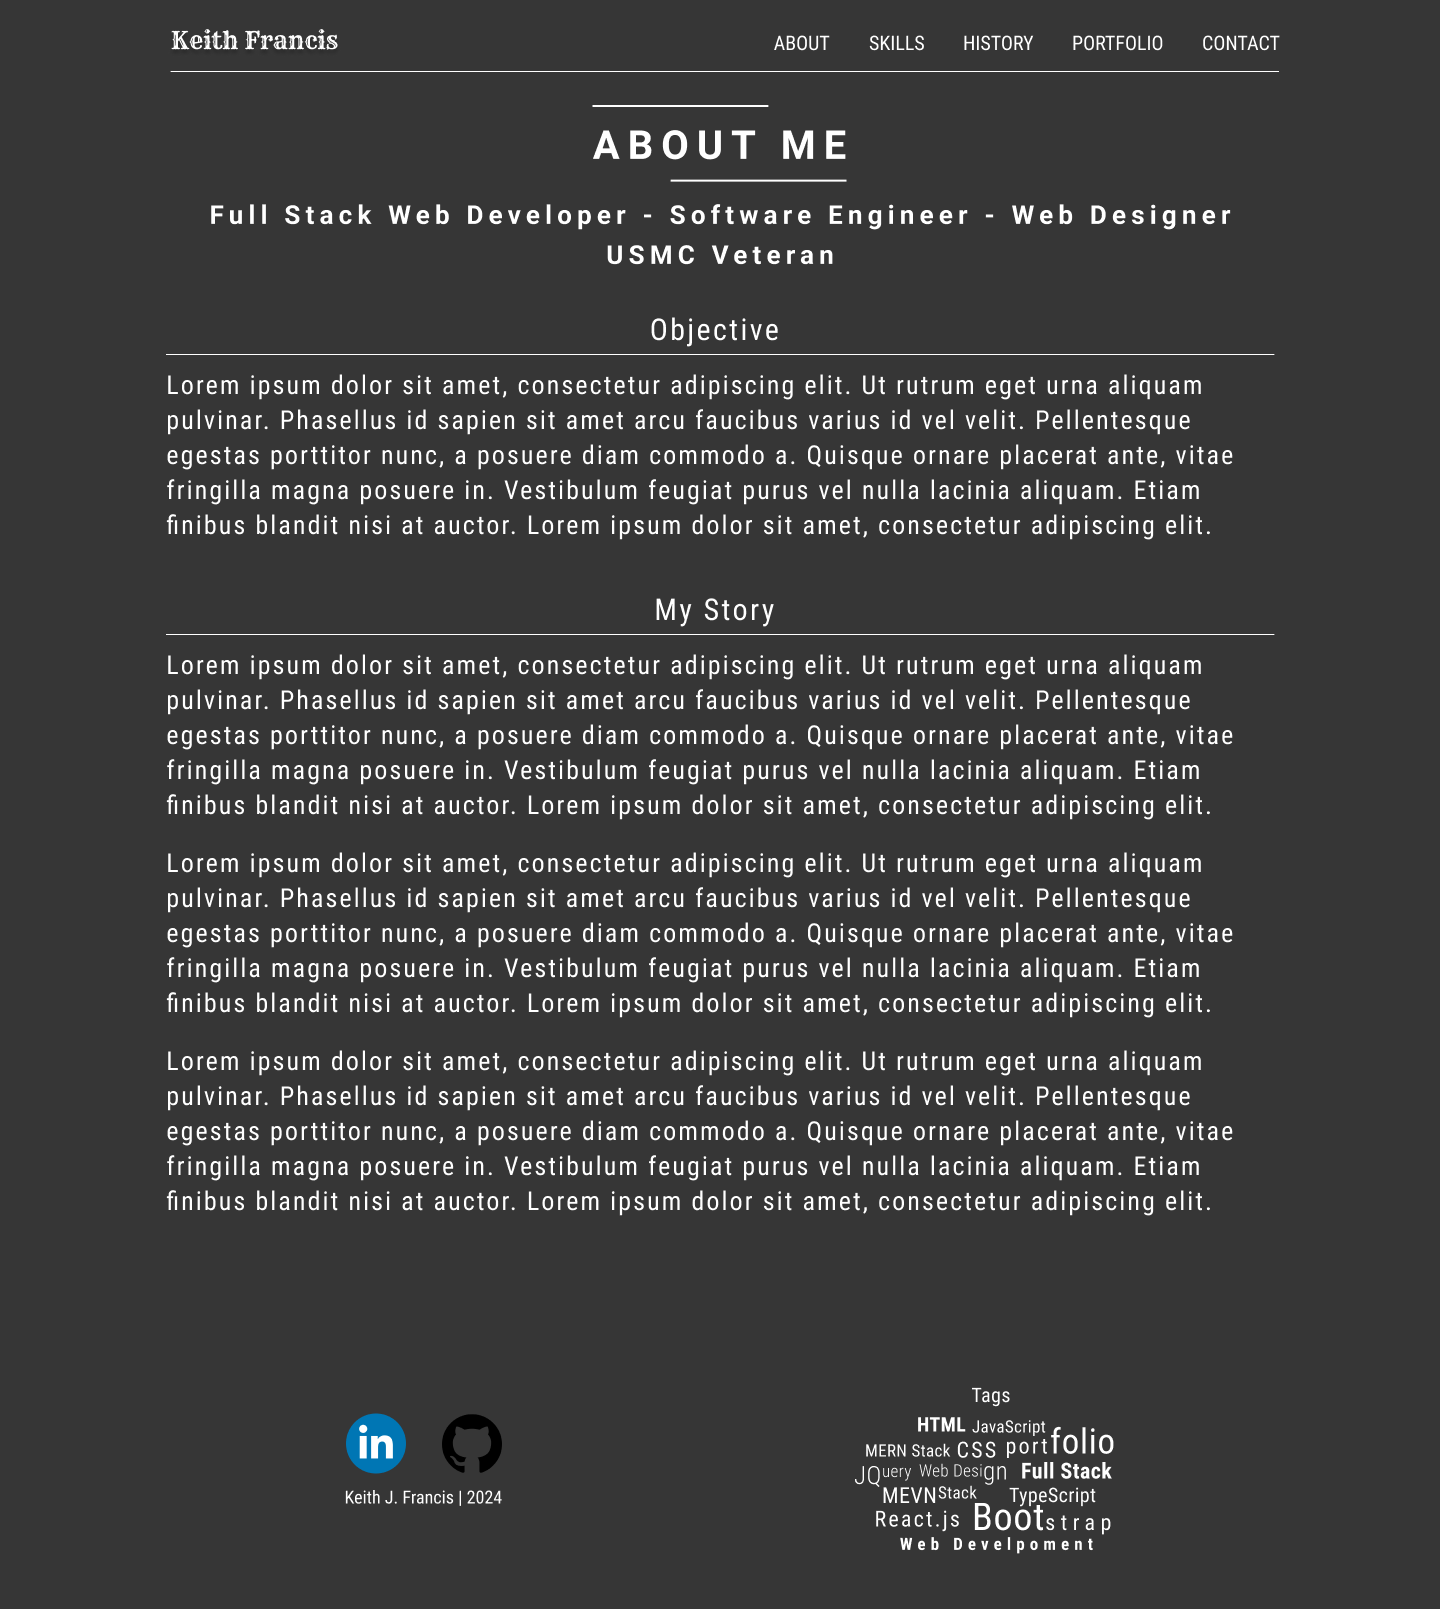 Keith Francis
ABOUT SKILLS HISTORY PORTFOLIO CONTACT
ABOUT ME
Full Stack Web Developer - Software Engineer - Web Designer
USMC Veteran
Objective
Lorem ipsum dolor sit amet, consectetur adipiscing elit. Ut rutrum eget urna aliquam
pulvinar. Phasellus id sapien sit amet arcu faucibus varius id vel velit. Pellentesque
egestas porttitor nunc, a posuere diam commodo a. Quisque ornare placerat ante, vitae
fringilla magna posuere in. Vestibulum feugiat purus vel nulla lacinia aliquam. Etiam
finibus blandit nisi at auctor. Lorem ipsum dolor sit amet, consectetur adipiscing elit.
My Story
Lorem ipsum dolor sit amet, consectetur adipiscing elit. Ut rutrum eget urna aliquam
pulvinar. Phasellus id sapien sit amet arcu faucibus varius id vel velit. Pellentesque
egestas porttitor nunc, a posuere diam commodo a. Quisque ornare placerat ante, vitae
fringilla magna posuere in. Vestibulum feugiat purus vel nulla lacinia aliquam. Etiam
finibus blandit nisi at auctor. Lorem ipsum dolor sit amet, consectetur adipiscing elit.
Lorem ipsum dolor sit amet, consectetur adipiscing elit. Ut rutrum eget urna aliquam
pulvinar. Phasellus id sapien sit amet arcu faucibus varius id vel velit. Pellentesque
egestas porttitor nunc, a posuere diam commodo a. Quisque ornare placerat ante, vitae
fringilla magna posuere in. Vestibulum feugiat purus vel nulla lacinia aliquam. Etiam
finibus blandit nisi at auctor. Lorem ipsum dolor sit amet, consectetur adipiscing elit.
Lorem ipsum dolor sit amet, consectetur adipiscing elit. Ut rutrum eget urna aliquam
pulvinar. Phasellus id sapien sit amet arcu faucibus varius id vel velit. Pellentesque
egestas porttitor nunc, a posuere diam commodo a. Quisque ornare placerat ante, vitae
fringilla magna posuere in. Vestibulum feugiat purus vel nulla lacinia aliquam. Etiam
finibus blandit nisi at auctor. Lorem ipsum dolor sit amet, consectetur adipiscing elit.
in
Keith J. Francis | 2024
Tags
HTML JavaScript
MERN Stack CSS portfolio
JQuery Web Design Full Stack
MEVN Stack TypeScript
React.js Bootstrap
Web Develpoment